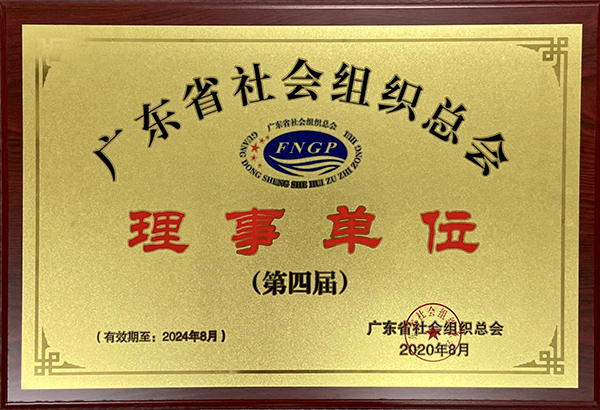 广东省社会组织总会
广东省社会组织总会
FNGP
GUANG DONG SHENG SHE HUI ZU ZHI ZONG HUI
理事单位
(第四届)
(有效期至：2024年8月)
广东省社会组织总会
2020年8月